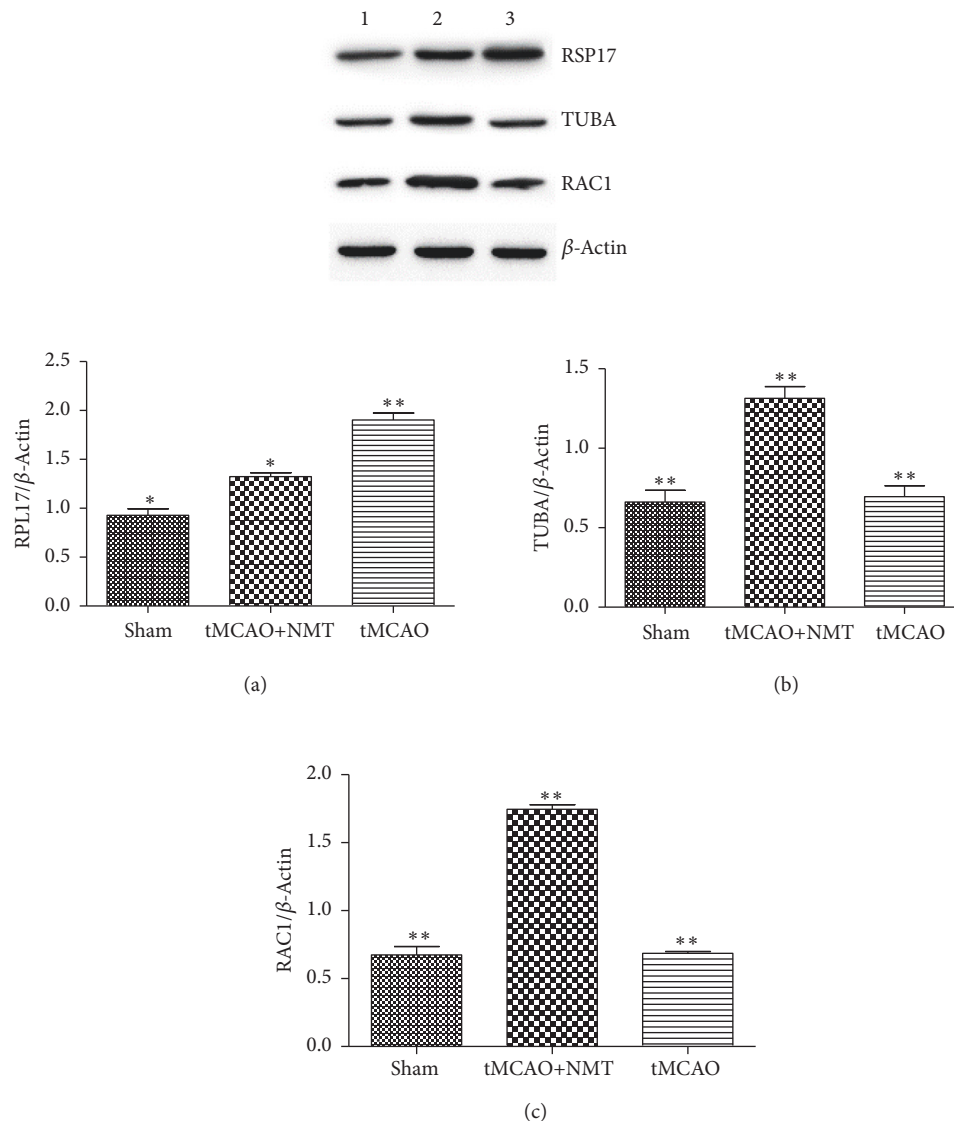 1 2 3
RSP17
TUBA
RAC1
β-Actin
2.5
2.0
1.5
1.0
0.5
0.0
RPL17/β-Actin
*
*
**
Sham tMCAO+NMT tMCAO
(a)
1.5
1.0
0.5
0.0
TUBA/β-Actin
**
**
**
Sham tMCAO+NMT tMCAO
(b)
2.0
1.5
1.0
0.5
0.0
RAC1/β-Actin
**
**
**
Sham tMCAO+NMT tMCAO
(c)